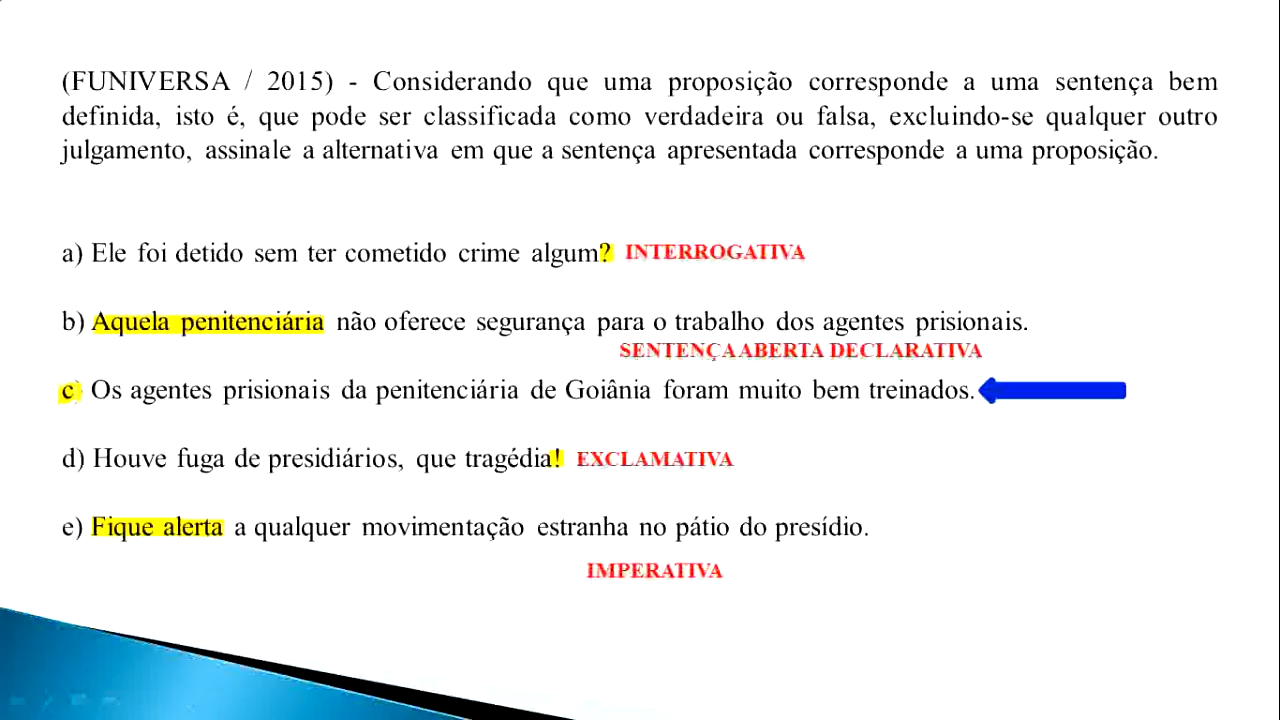 (FUNIVERSA / 2015) - Considerando que uma proposição corresponde a uma sentença bem
definida, isto é, que pode ser classificada como verdadeira ou falsa, excluindo-se qualquer outro
julgamento, assinale a alternativa em que a sentença apresentada corresponde a uma proposição.
a) Ele foi detido sem ter cometido crime algum? INTERROGATIVA
b) Aquela penitenciária não oferece segurança para o trabalho dos agentes prisionais.
SENTENÇA ABERTA DECLARATIVA
c) Os agentes prisionais da penitenciária de Goiânia foram muito bem treinados.
d) Houve fuga de presidiários, que tragédia! EXCLAMATIVA
e) Fique alerta a qualquer movimentação estranha no pátio do presídio.
IMPERATIVA